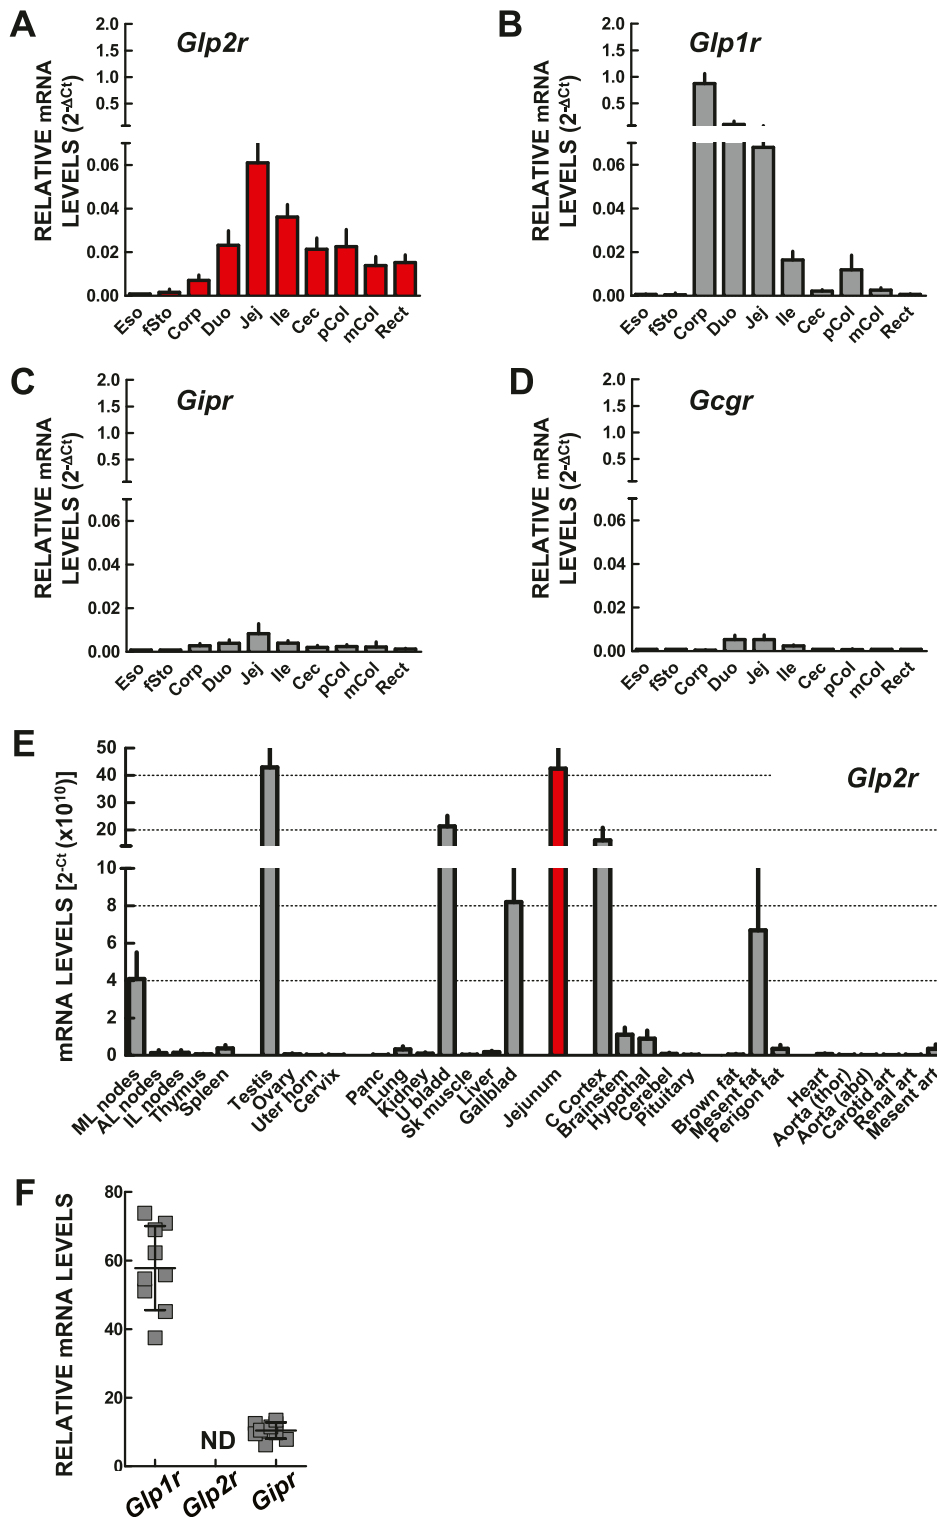 A
Glp2r
RELATIVE mRNA
LEVELS (2-ΔCt)
2.0
1.5
1.0
0.5
0.06
0.04
0.02
0.00
Eso
fSto
Corp
Duo
Jej
Ile
Cec
pCol
mCol
Rect
B
Glp1r
RELATIVE mRNA
LEVELS (2-ΔCt)
2.0
1.5
1.0
0.5
0.06
0.04
0.02
0.00
Eso
fSto
Corp
Duo
Jej
Ile
Cec
pCol
mCol
Rect
C
Gipr
RELATIVE mRNA
LEVELS (2-ΔCt)
2.0
1.5
1.0
0.5
0.06
0.04
0.02
0.00
Eso
fSto
Corp
Duo
Jej
Ile
Cec
pCol
mCol
Rect
D
Gcgr
RELATIVE mRNA
LEVELS (2-ΔCt)
2.0
1.5
1.0
0.5
0.06
0.04
0.02
0.00
Eso
fSto
Corp
Duo
Jej
Ile
Cec
pCol
mCol
Rect
E
Glp2r
mRNA LEVELS [2-Ct (x1010)]
50
40
30
20
10
8
6
4
2
0
ML nodes
AL nodes
IL nodes
Thymus
Spleen
Testis
Ovary
Uter horn
Cervix
Panc
Lung
Kidney
U bladd
Sk muscle
Liver
Gallblad
Jejunum
C Cortex
Brainstem
Hypothal
Cerebel
Pituitary
Brown fat
Mesent fat
Perigon fat
Heart
Aorta (thor)
Aorta (abd)
Carotid art
Renal art
Mesent art
F
RELATIVE mRNA LEVELS
80
60
40
20
0
ND
Glp1r
Glp2r
Gipr